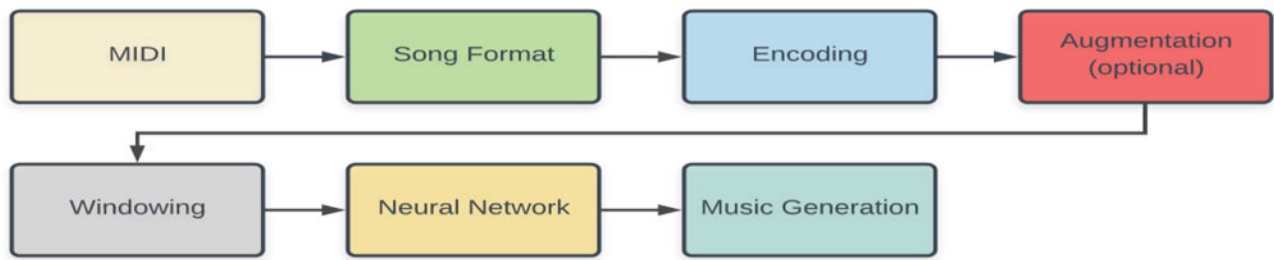 MIDI
Song Format
Encoding
Augmentation
(optional)
Windowing
Neural Network
Music Generation